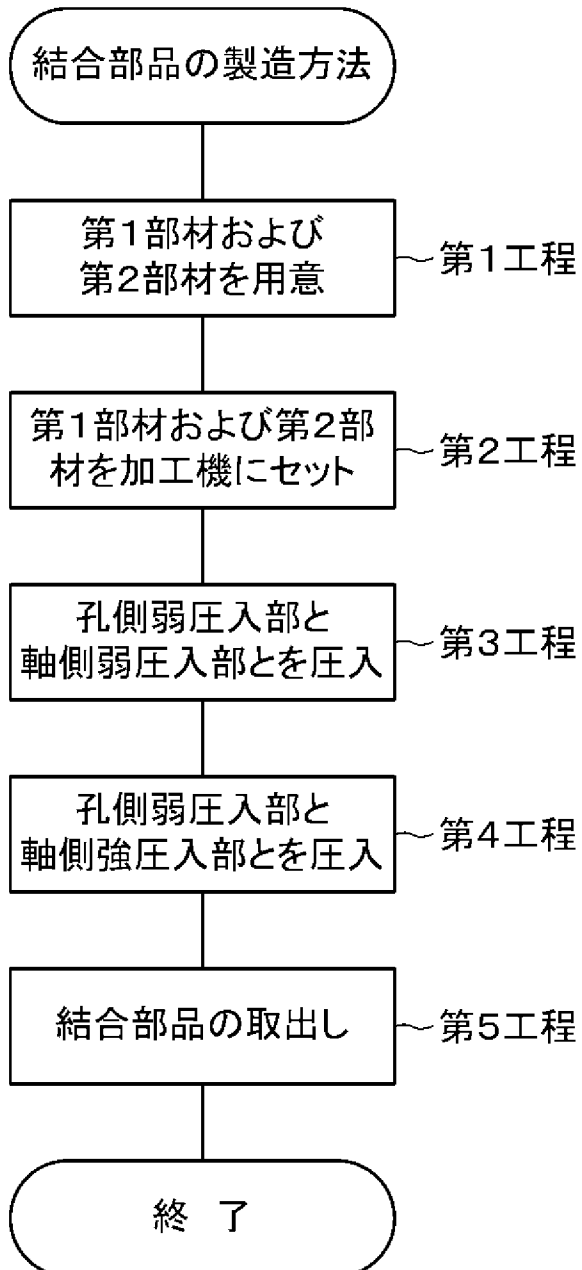 結合部品の製造方法
第1部材および
第2部材を用意
第1工程
第1部材および第2部
材を加工機にセット
第2工程
孔側弱圧入部と
軸側弱圧入部とを圧入
第3工程
孔側弱圧入部と
軸側強圧入部とを圧入
第4工程
結合部品の取出し
第5工程
終 了